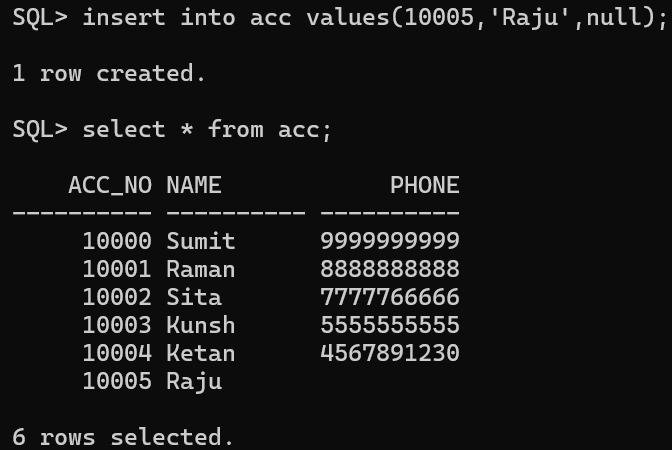 SQL> insert into acc values(10005,'Raju',null);
1 row created.
SQL> select * from acc;
    ACC_NO NAME            PHONE
---------- ---------- ----------
     10000 Sumit      9999999999
     10001 Raman      8888888888
     10002 Sita       7777766666
     10003 Kunsh      5555555555
     10004 Ketan      4567891230
     10005 Raju
6 rows selected.